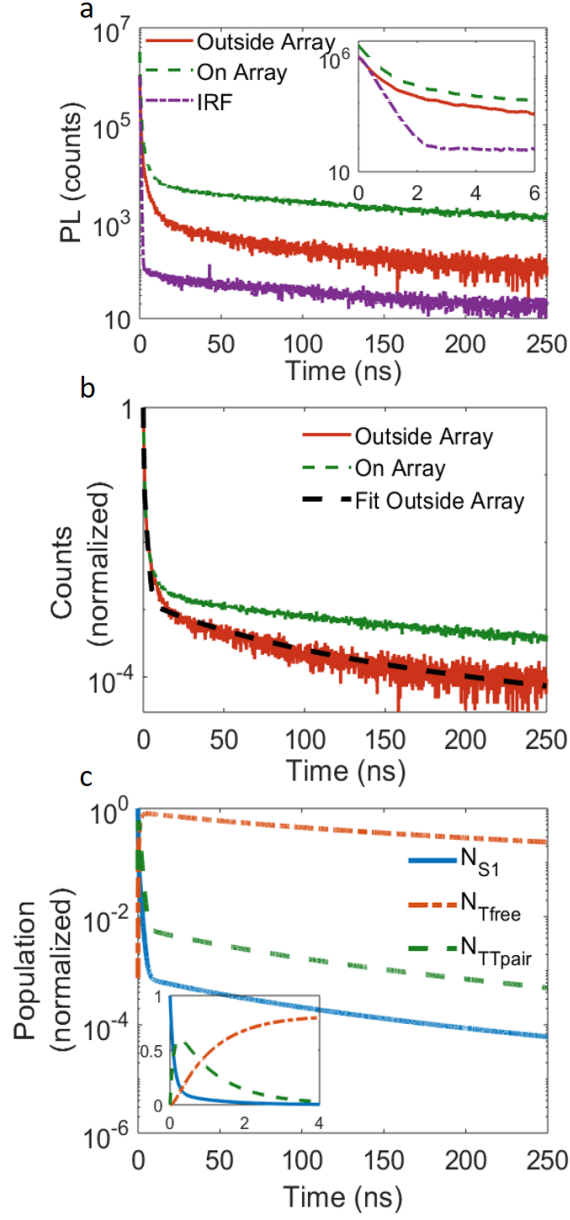 a
10^7
10^5
10^3
10
PL (counts)
Outside Array
On Array
IRF
10^6
10
0 2 4 6
0 50 100 150 200 250
Time (ns)
b
1
10^-4
Counts
(normalized)
Outside Array
On Array
Fit Outside Array
0 50 100 150 200 250
Time (ns)
c
10^0
10^-2
10^-4
10^-6
Population
(normalized)
N_S1
N_Tfree
N_TTpair
1
0.5
0
0 2 4
0 50 100 150 200 250
Time (ns)